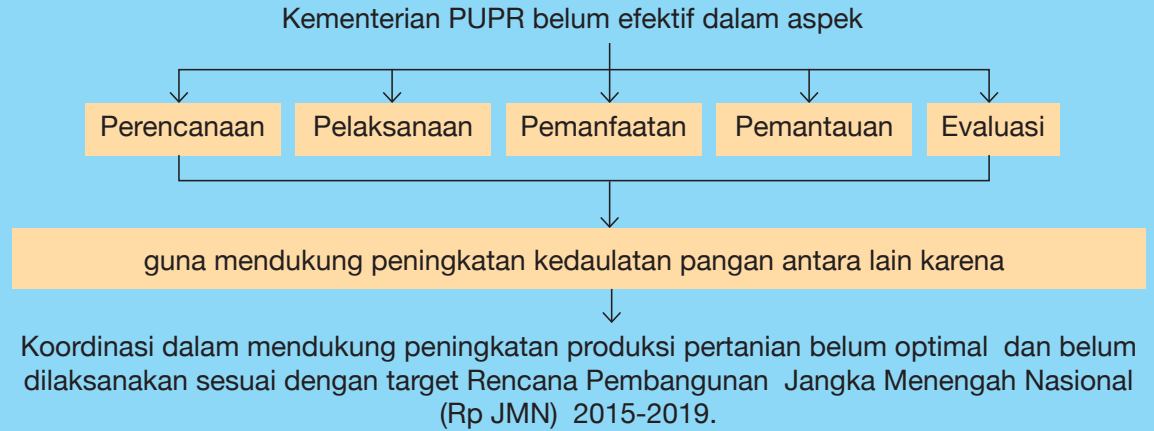 Kementerian PUPR belum efektif dalam aspek
Perencanaan
Pelaksanaan
Pemanfaatan
Pemantauan
Evaluasi
guna mendukung peningkatan kedaulatan pangan antara lain karena
Koordinasi dalam mendukung peningkatan produksi pertanian belum optimal dan belum
dilaksanakan sesuai dengan target Rencana Pembangunan Jangka Menengah Nasional
(Rp JMN) 2015-2019.